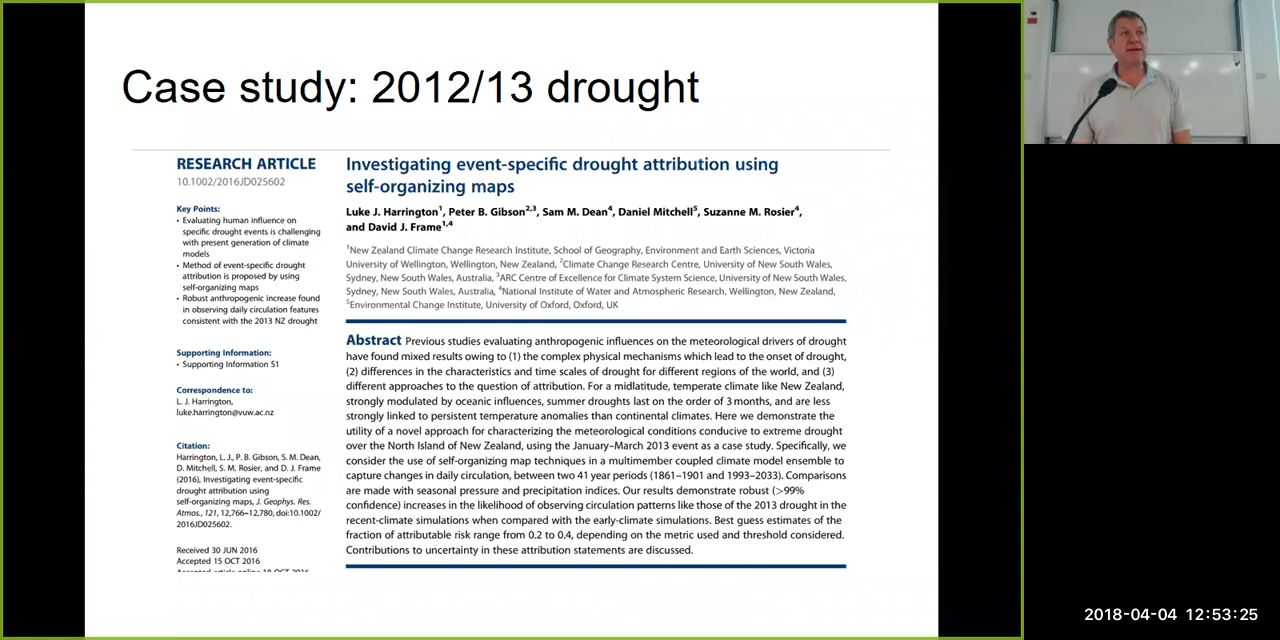 Case study: 2012/13 drought
RESEARCH ARTICLE
10.1002/2016JD025602
Key Points:
• Evaluating human influence on
specific drought events is challenging
with present generation of climate
models
• Method of event-specific drought
attribution is proposed by using
self-organizing maps
• Robust anthropogenic increase found
in observing daily circulation features
consistent with the 2013 NZ drought
Supporting Information:
• Supporting Information S1
Correspondence to:
L. J. Harrington,
luke.harrington@vuw.ac.nz
Citation:
Harrington, L. J., P. B. Gibson, S. M. Dean,
D. Mitchell, S. M. Rosier, and D. J. Frame
(2016), Investigating event-specific
drought attribution using
self-organizing maps, J. Geophys. Res.
Atmos., 121, 12,766–12,780, doi:10.1002/
2016JD025602.
Received 30 JUN 2016
Accepted 15 OCT 2016
Accepted article online 18 OCT 2016
Investigating event-specific drought attribution using
self-organizing maps
Luke J. Harrington1, Peter B. Gibson2,3, Sam M. Dean4, Daniel Mitchell5, Suzanne M. Rosier4,
and David J. Frame1,4
1New Zealand Climate Change Research Institute, School of Geography, Environment and Earth Sciences, Victoria
University of Wellington, Wellington, New Zealand, 2Climate Change Research Centre, University of New South Wales,
Sydney, New South Wales, Australia, 3ARC Centre of Excellence for Climate System Science, University of New South Wales,
Sydney, New South Wales, Australia, 4National Institute of Water and Atmospheric Research, Wellington, New Zealand,
5Environmental Change Institute, University of Oxford, Oxford, UK
Abstract Previous studies evaluating anthropogenic influences on the meteorological drivers of drought
have found mixed results owing to (1) the complex physical mechanisms which lead to the onset of drought,
(2) differences in the characteristics and time scales of drought for different regions of the world, and (3)
different approaches to the question of attribution. For a midlatitude, temperate climate like New Zealand,
strongly modulated by oceanic influences, summer droughts last on the order of 3 months, and are less
strongly linked to persistent temperature anomalies than continental climates. Here we demonstrate the
utility of a novel approach for characterizing the meteorological conditions conducive to extreme drought
over the North Island of New Zealand, using the January–March 2013 event as a case study. Specifically, we
consider the use of self-organizing map techniques in a multimember coupled climate model ensemble to
capture changes in daily circulation, between two 41 year periods (1861–1901 and 1993–2033). Comparisons
are made with seasonal pressure and precipitation indices. Our results demonstrate robust (>99%
confidence) increases in the likelihood of observing circulation patterns like those of the 2013 drought in the
recent-climate simulations when compared with the early-climate simulations. Best guess estimates of the
fraction of attributable risk range from 0.2 to 0.4, depending on the metric used and threshold considered.
Contributions to uncertainty in these attribution statements are discussed.
2018-04-04 12:53:25